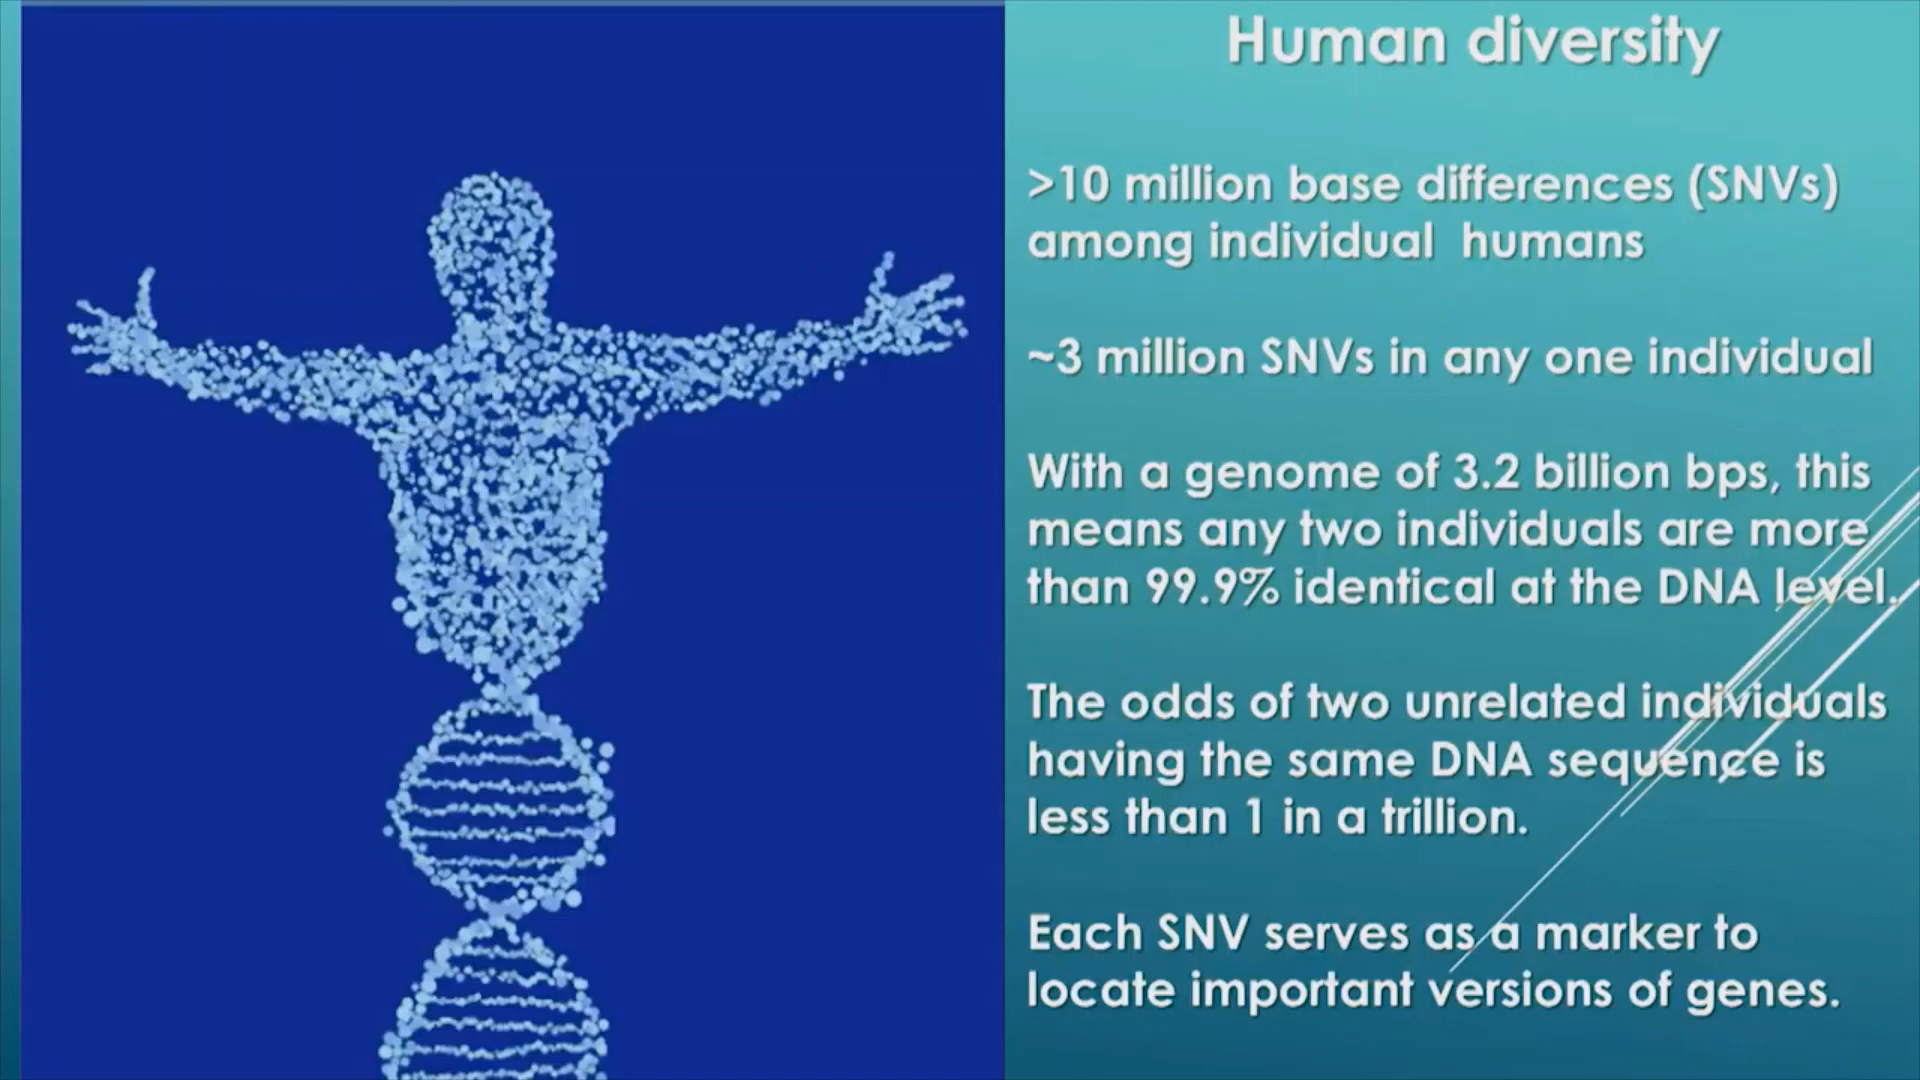 Human diversity
>10 million base differences (SNVs)
among individual humans
~3 million SNVs in any one individual
With a genome of 3.2 billion bps, this
means any two individuals are more
than 99.9% identical at the DNA level.
The odds of two unrelated individuals
having the same DNA sequence is
less than 1 in a trillion.
Each SNV serves as a marker to
locate important versions of genes.